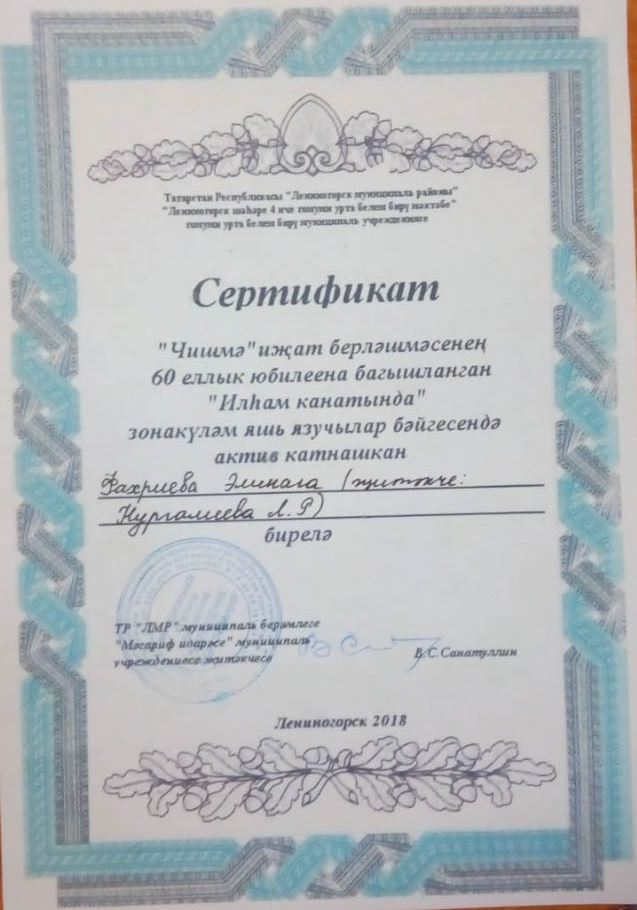 Татарстан Республикасы "Лениногорск муниципаль районы"
"Лениногорск шәһәре 4 нче гомуми урта белем бирү мәктәбе"
гомуми урта белем бирү муниципаль учреждениясе
Сертификат
"Чишмә" иҗат берләшмәсенең
60 еллык юбилеена багышланган
"Илһам канатында"
зонакүләм яшь язучылар бәйгесендә
актив катнашкан
Фахриева Элинага (җитәкче:
Нургалиева Л.Р)
бирелә
ТР "ЛМР" муниципаль берәмлеге
"Мәгариф идарәсе" муниципаль
учреждениясе җитәкчесе
В.С.Санатуллин
Лениногорск 2018